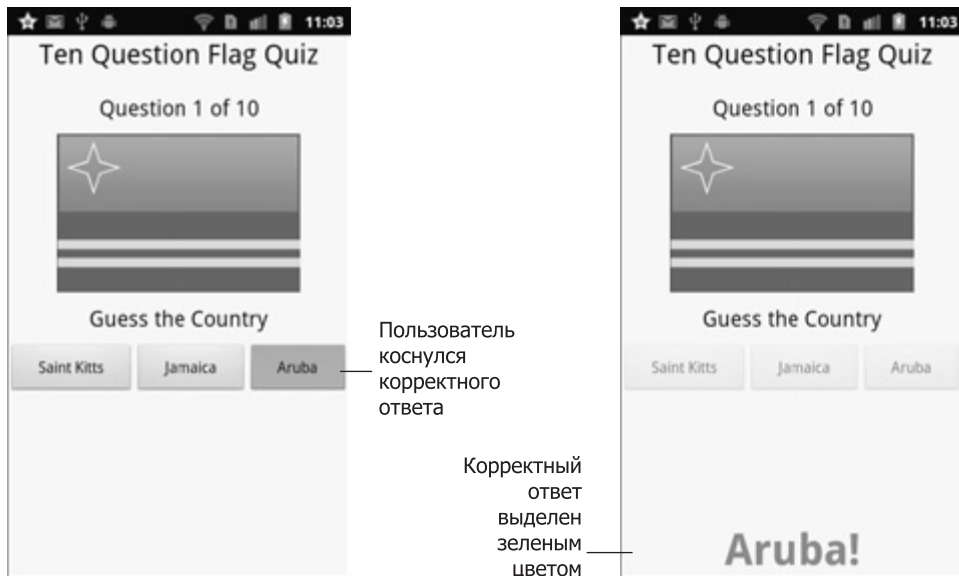 11:03
Ten Question Flag Quiz
Question 1 of 10
Guess the Country
Saint Kitts
Jamaica
Aruba
Пользователь
коснулся
корректного
ответа
Корректный
ответ
выделен
зеленым
цветом
11:03
Ten Question Flag Quiz
Question 1 of 10
Guess the Country
Saint Kitts
Jamaica
Aruba
Aruba!